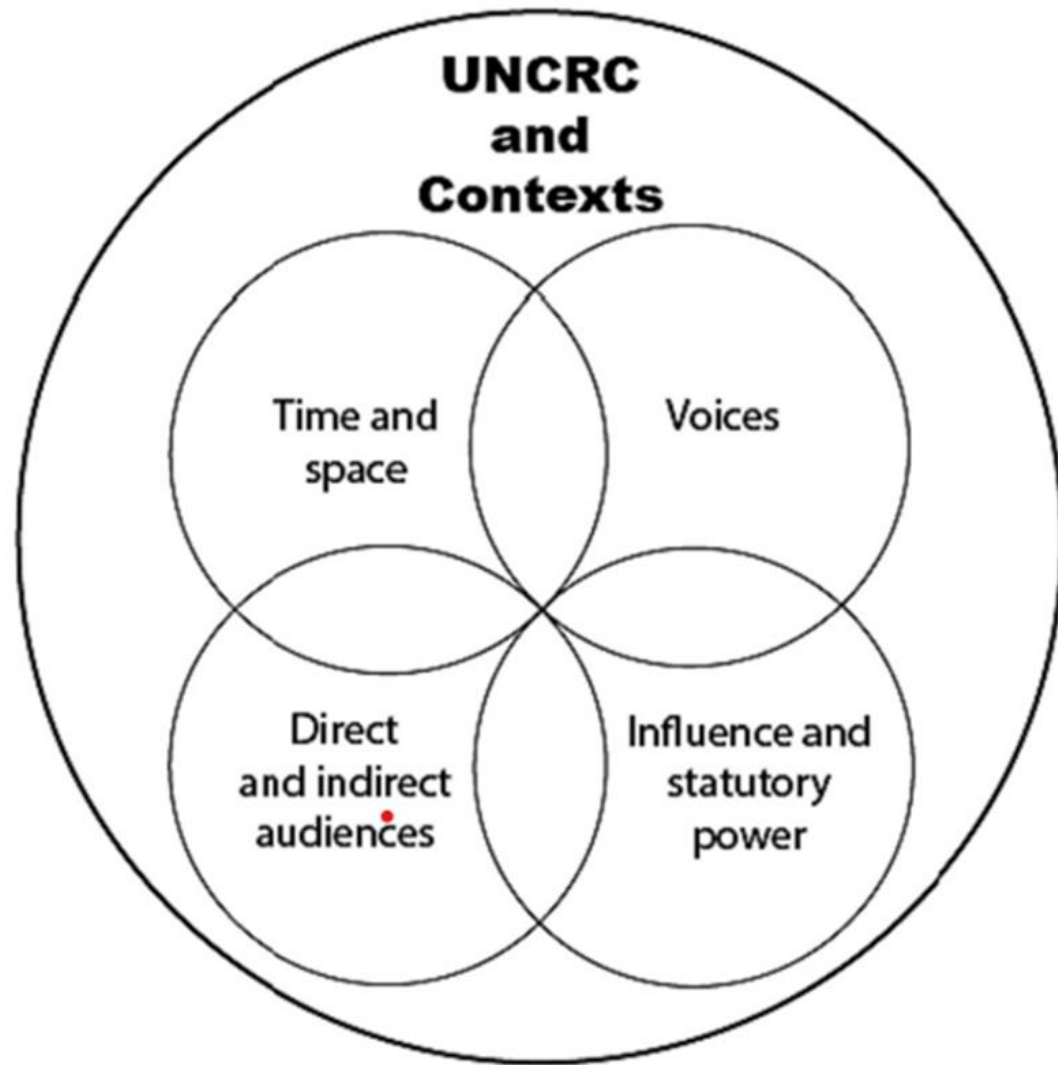 UNCRC
and
Contexts
Time and
space
Voices
Direct
and indirect
audiences
Influence and
statutory
power